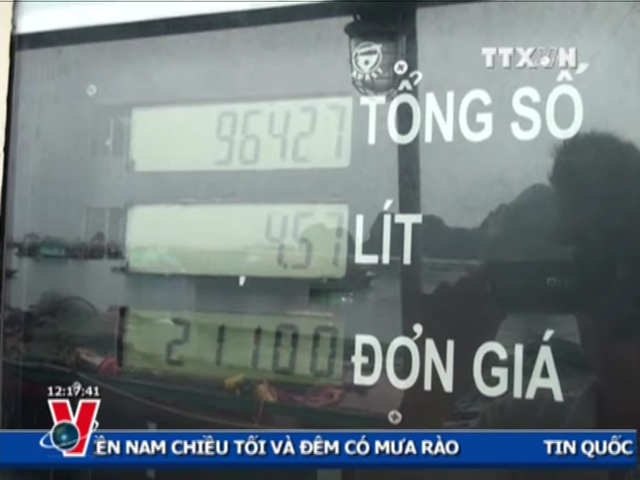 TTXVN
96427 TỔNG SỐ
4.57 LÍT
21100 ĐƠN GIÁ
12:17:41
V
ỀN NAM CHIỀU TỐI VÀ ĐÊM CÓ MƯA RÀO TIN QUỐC